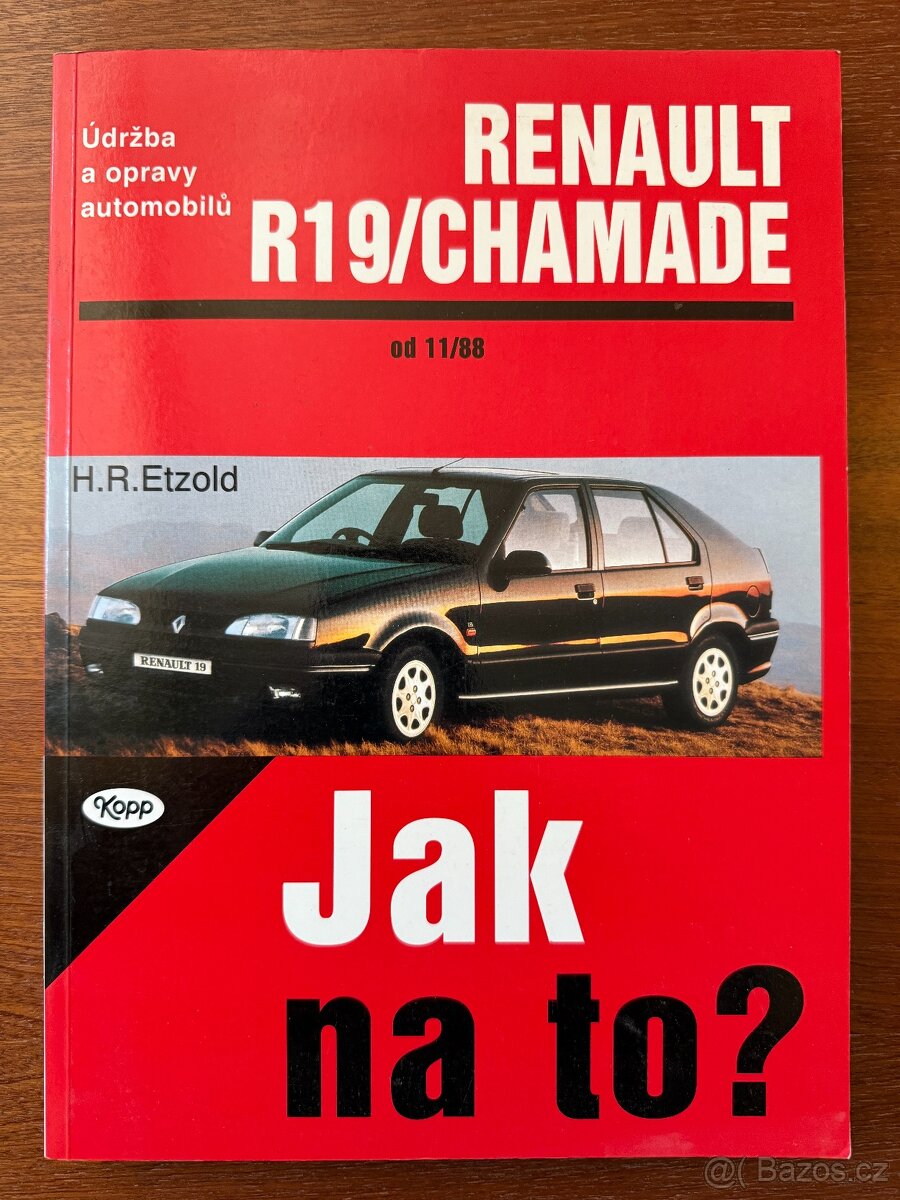 Údržba
a opravy
automobilů
RENAULT
R19/CHAMADE
od 11/88
H.R.Etzold
RENAULT 19
Kopp
Jak
na to?
@( Bazos.cz